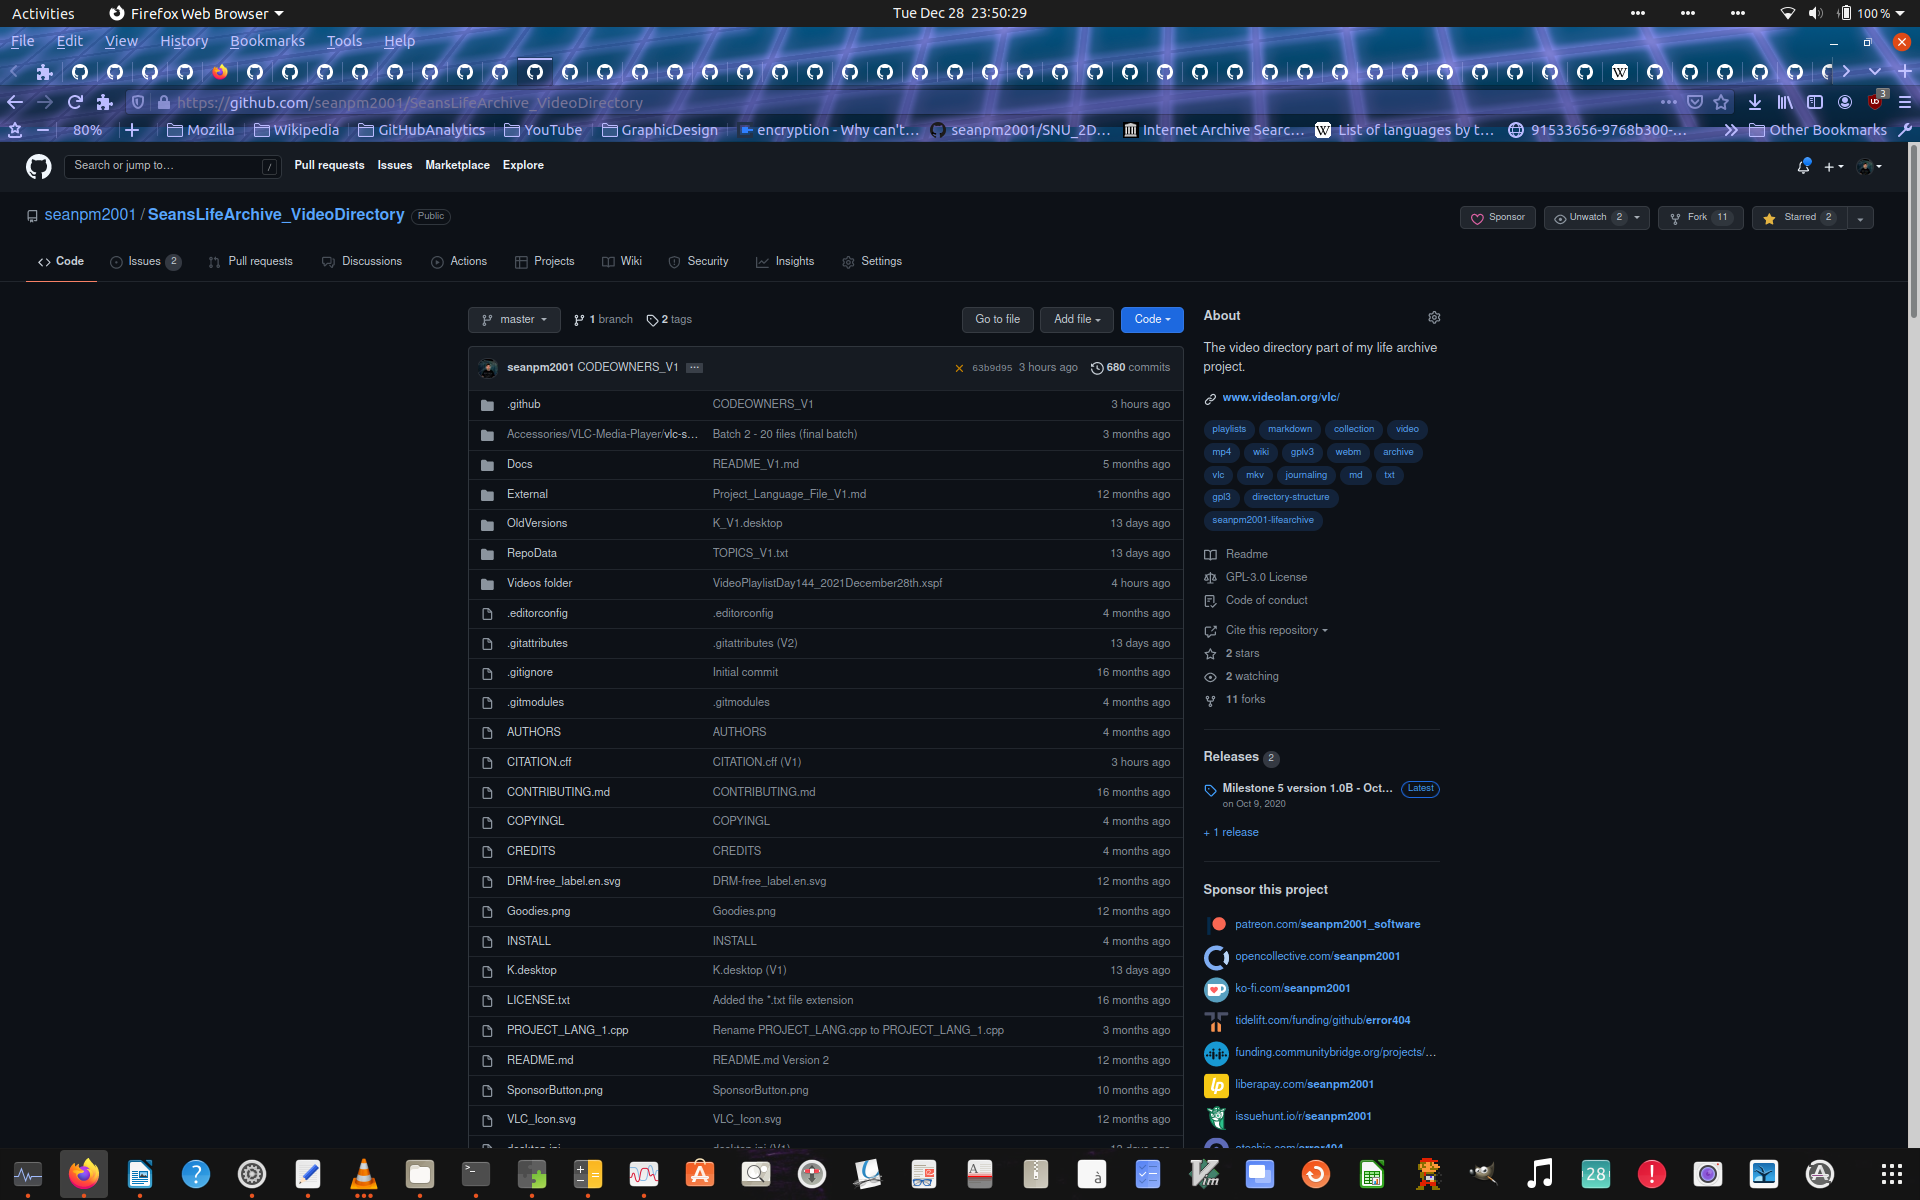 Activities
Firefox Web Browser
Tue Dec 28 23:50:29
100 %
File Edit View History Bookmarks Tools Help
https://github.com/seanpm2001/SeansLifeArchive_VideoDirectory
3
80%
Mozilla
Wikipedia
GitHubAnalytics
YouTube
GraphicDesign
encryption - Why can't…
seanpm2001/SNU_2D…
Internet Archive Searc…
List of languages by t…
91533656-9768b300-…
Other Bookmarks
Search or jump to… /
Pull requests Issues Marketplace Explore
seanpm2001 / SeansLifeArchive_VideoDirectory Public
Sponsor
Unwatch 2
Fork 11
Starred 2
Code
Issues 2
Pull requests
Discussions
Actions
Projects
Wiki
Security
Insights
Settings
master
1 branch
2 tags
Go to file
Add file
Code
seanpm2001 CODEOWNERS_V1 …
63b9d95 3 hours ago
680 commits
.github CODEOWNERS_V1 3 hours ago
Accessories/VLC-Media-Player/vlc-s… Batch 2 - 20 files (final batch) 3 months ago
Docs README_V1.md 5 months ago
External Project_Language_File_V1.md 12 months ago
OldVersions K_V1.desktop 13 days ago
RepoData TOPICS_V1.txt 13 days ago
Videos folder VideoPlaylistDay144_2021December28th.xspf 4 hours ago
.editorconfig .editorconfig 4 months ago
.gitattributes .gitattributes (V2) 13 days ago
.gitignore Initial commit 16 months ago
.gitmodules .gitmodules 4 months ago
AUTHORS AUTHORS 4 months ago
CITATION.cff CITATION.cff (V1) 3 hours ago
CONTRIBUTING.md CONTRIBUTING.md 16 months ago
COPYINGL COPYINGL 4 months ago
CREDITS CREDITS 4 months ago
DRM-free_label.en.svg DRM-free_label.en.svg 12 months ago
Goodies.png Goodies.png 12 months ago
INSTALL INSTALL 4 months ago
K.desktop K.desktop (V1) 13 days ago
LICENSE.txt Added the *.txt file extension 16 months ago
PROJECT_LANG_1.cpp Rename PROJECT_LANG.cpp to PROJECT_LANG_1.cpp 3 months ago
README.md README.md Version 2 12 months ago
SponsorButton.png SponsorButton.png 10 months ago
VLC_Icon.svg VLC_Icon.svg 12 months ago
desktop.ini desktop.ini (V1) 13 days ago
About
The video directory part of my life archive
project.
www.videolan.org/vlc/
playlists markdown collection video
mp4 wiki gplv3 webm archive
vlc mkv journaling md txt
gpl3 directory-structure
seanpm2001-lifearchive
Readme
GPL-3.0 License
Code of conduct
Cite this repository
2 stars
2 watching
11 forks
Releases 2
Milestone 5 version 1.0B - Oct… Latest
on Oct 9, 2020
+ 1 release
Sponsor this project
patreon.com/seanpm2001_software
opencollective.com/seanpm2001
ko-fi.com/seanpm2001
tidelift.com/funding/github/error404
funding.communitybridge.org/projects/…
liberapay.com/seanpm2001
issuehunt.io/r/seanpm2001
otechie.com/error404
28